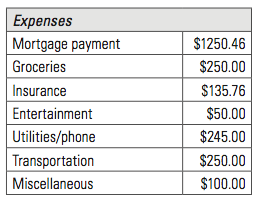 Expenses
Mortgage payment $1250.46
Groceries $250.00
Insurance $135.76
Entertainment $50.00
Utilities/phone $245.00
Transportation $250.00
Miscellaneous $100.00